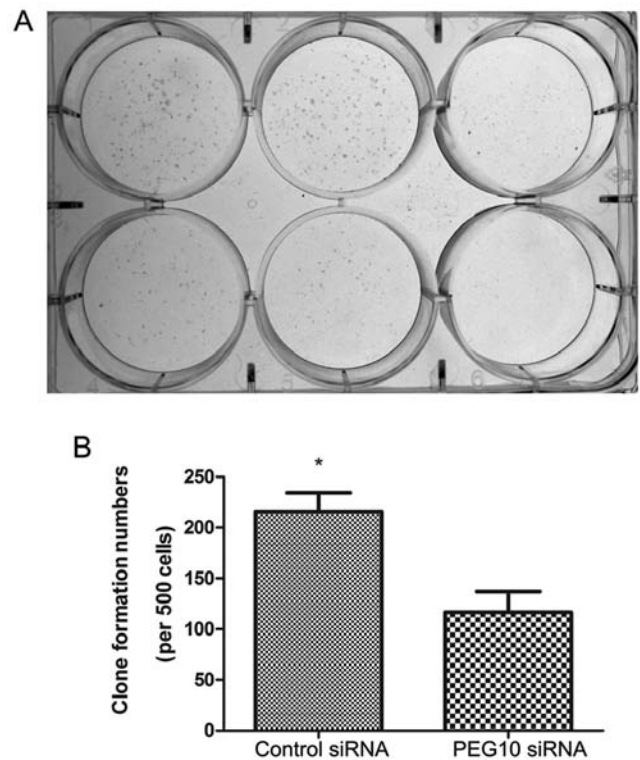 A
B
*
Clone formation numbers
(per 500 cells)
250
200
150
100
50
0
Control siRNA
PEG10 siRNA